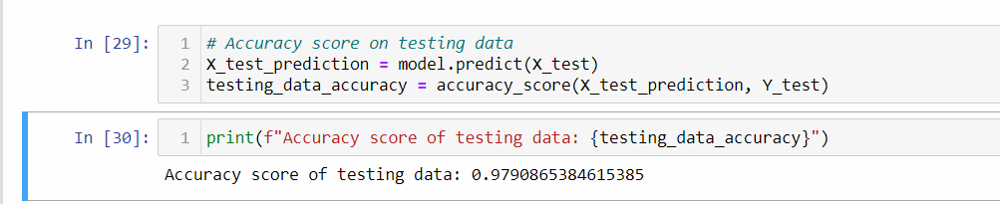 In [29]:
1 # Accuracy score on testing data
2 X_test_prediction = model.predict(X_test)
3 testing_data_accuracy = accuracy_score(X_test_prediction, Y_test)
In [30]:
1 print(f"Accuracy score of testing data: {testing_data_accuracy}")
Accuracy score of testing data: 0.9790865384615385